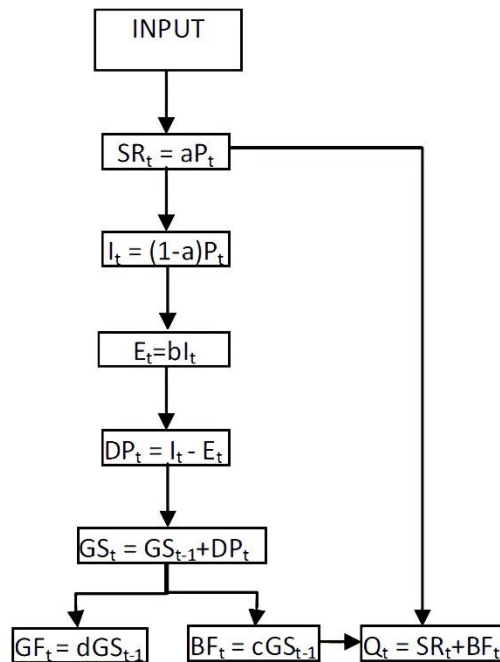 INPUT
SRₜ = aPₜ
Iₜ = (1-a)Pₜ
Eₜ=bIₜ
DPₜ = Iₜ - Eₜ
GSₜ = GSₜ₋₁+DPₜ
GFₜ = dGSₜ₋₁
BFₜ = cGSₜ₋₁
Qₜ = SRₜ+BFₜ